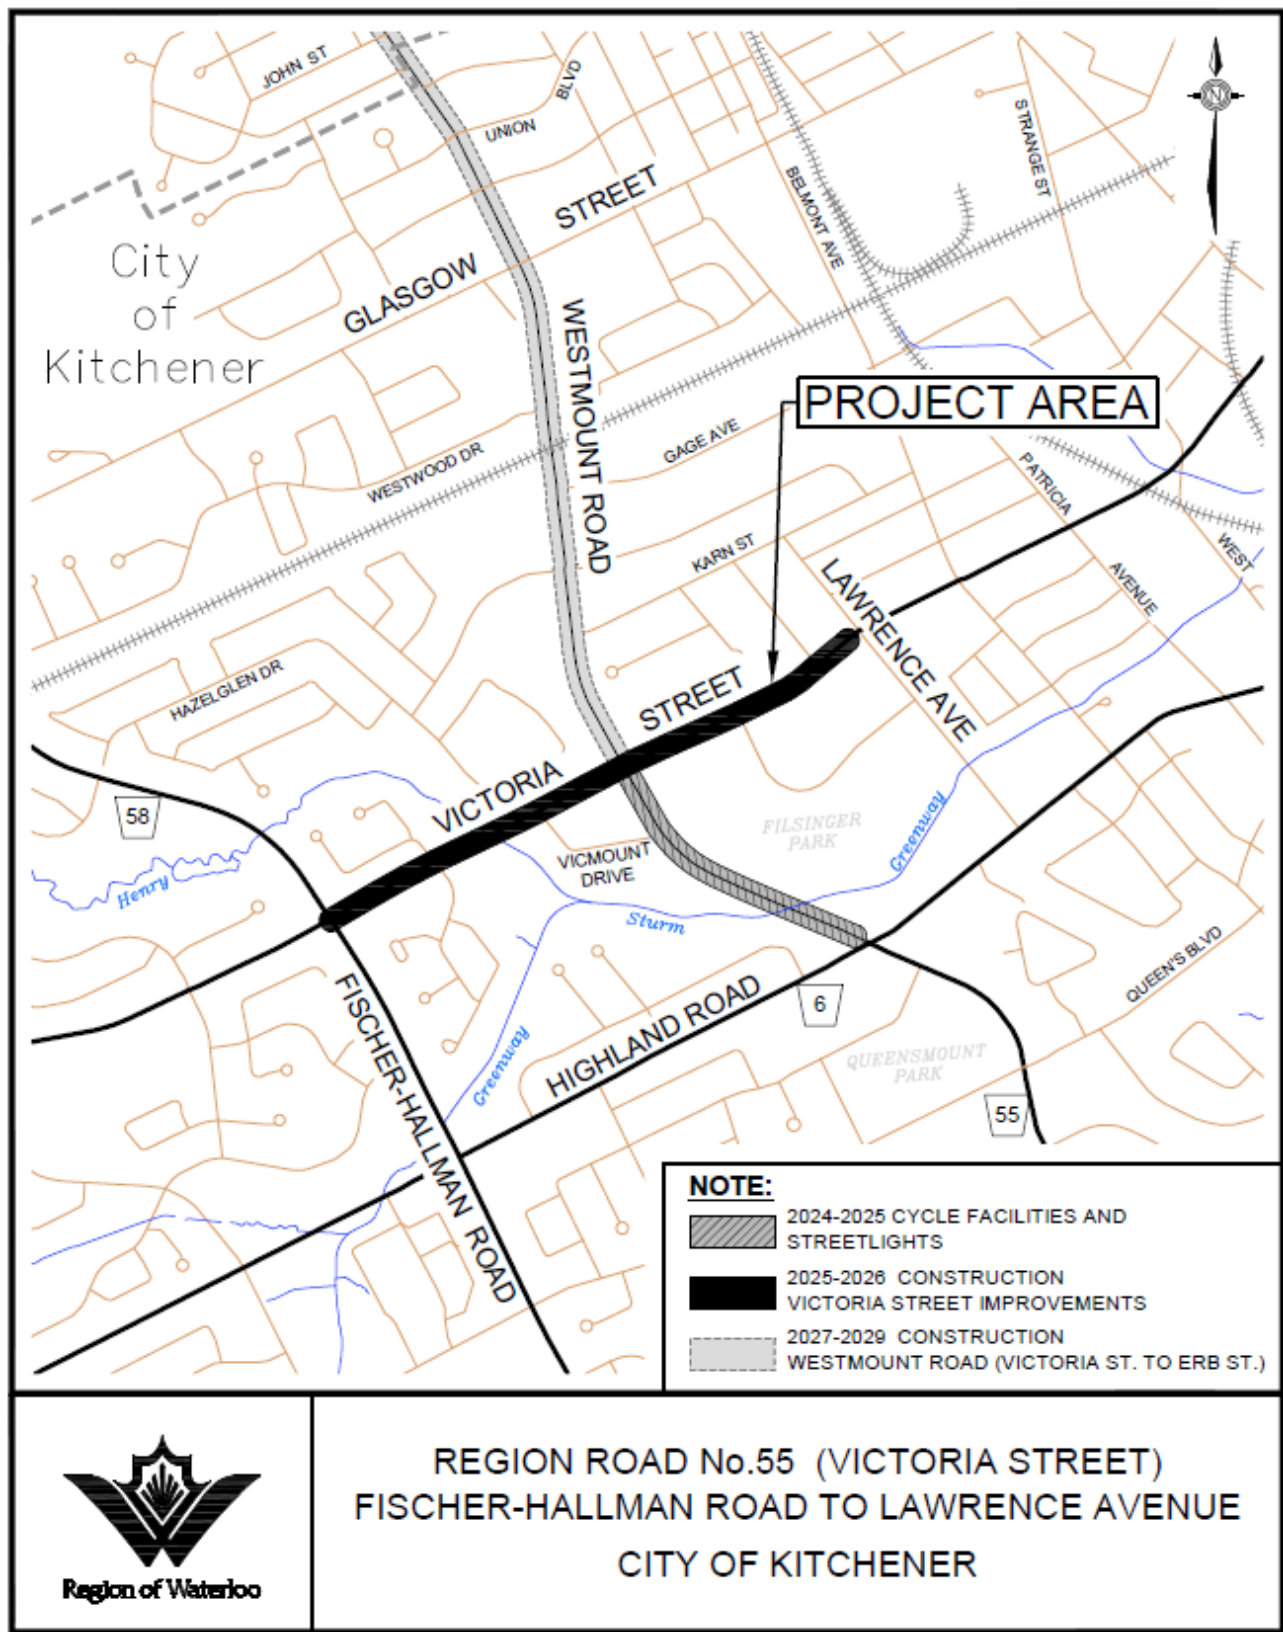 JOHN ST
UNION
BLVD
STRANGE ST
N
BELMONT AVE
GLASGOW STREET
City
of
Kitchener
WESTMOUNT ROAD
PROJECT AREA
GAGE AVE
WESTWOOD DR
PATRICIA AVENUE
WEST
KARN ST
LAWRENCE AVE
HAZELGLEN DR
VICTORIA STREET
58
FILSINGER
PARK
VICMOUNT
DRIVE
Henry
Sturm
Greenway
Greenway
FISCHER-HALLMAN ROAD
HIGHLAND ROAD
6
QUEEN'S BLVD
QUEENSMOUNT
PARK
55
NOTE:
2024-2025 CYCLE FACILITIES AND
STREETLIGHTS
2025-2026 CONSTRUCTION
VICTORIA STREET IMPROVEMENTS
2027-2029 CONSTRUCTION
WESTMOUNT ROAD (VICTORIA ST. TO ERB ST.)
Region of Waterloo
REGION ROAD No.55 (VICTORIA STREET)
FISCHER-HALLMAN ROAD TO LAWRENCE AVENUE
CITY OF KITCHENER